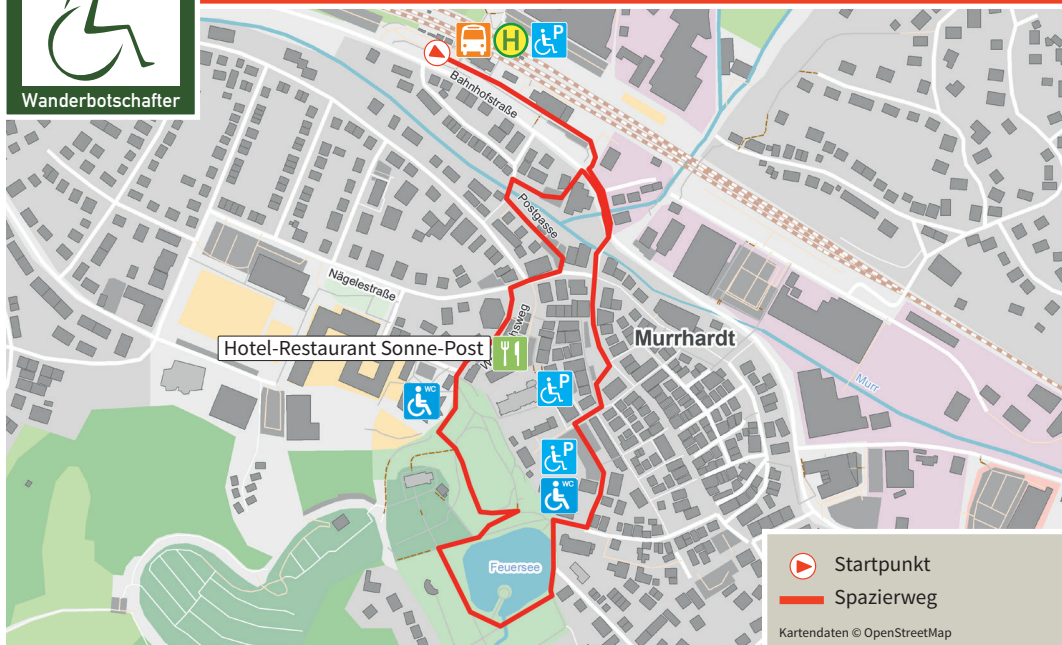 Wanderbotschafter
H
P
Bahnhofstraße
Postgasse
Nägelestraße
Hotel-Restaurant Sonne-Post
Murrhardt
Murr
WC
P
P
WC
Feuersee
Startpunkt
Spazierweg
Kartendaten © OpenStreetMap